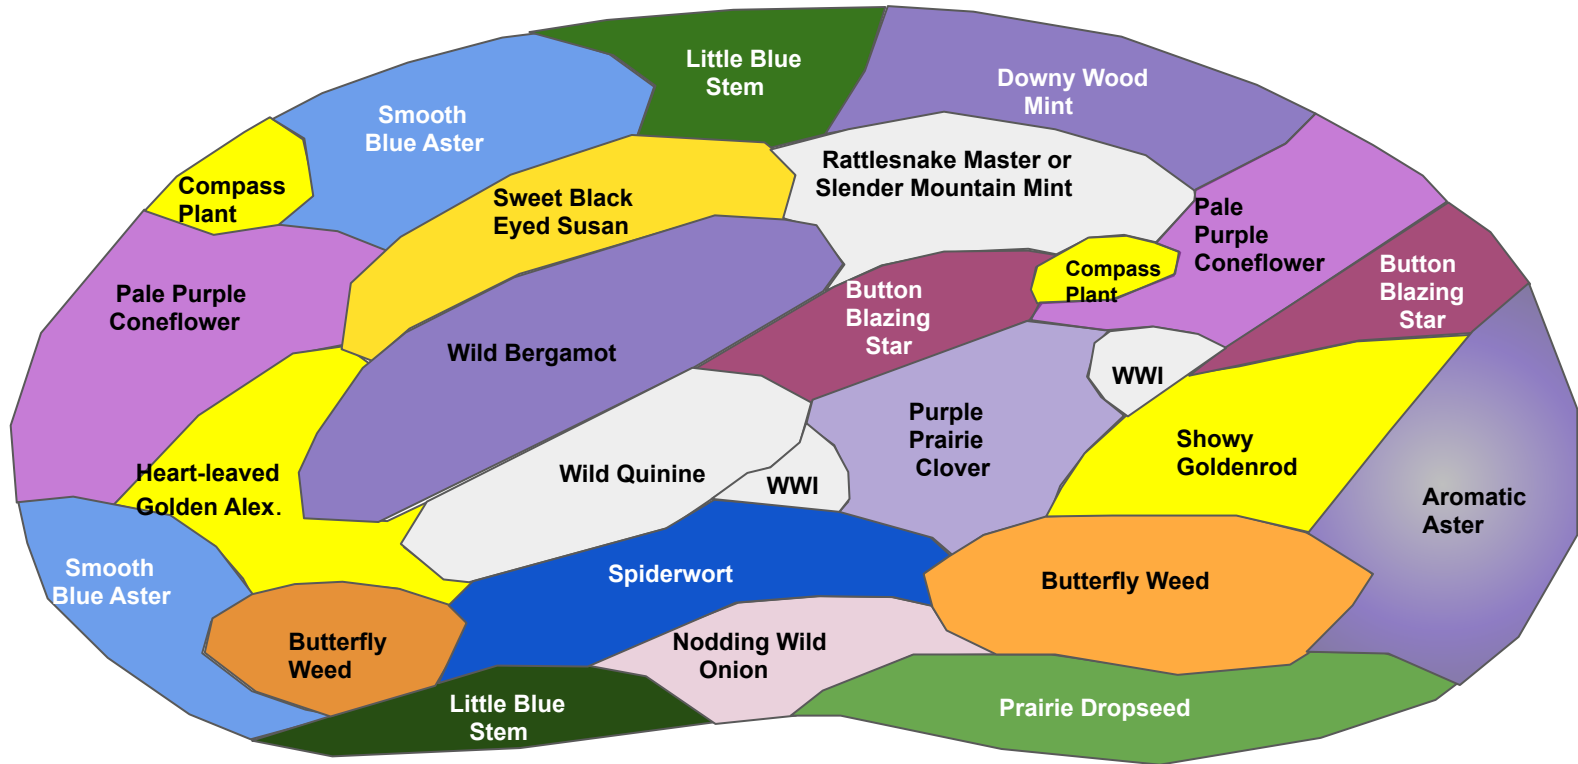 Little Blue
Stem
Downy Wood
Mint
Smooth
Blue Aster
Rattlesnake Master or
Slender Mountain Mint
Compass
Plant
Sweet Black
Eyed Susan
Pale
Purple
Coneflower
Compass
Plant
Button
Blazing
Star
Pale Purple
Coneflower
Button
Blazing
Star
Wild Bergamot
WWI
Purple
Prairie
Clover
Showy
Goldenrod
Heart-leaved
Golden Alex.
Wild Quinine
WWI
Aromatic
Aster
Smooth
Blue Aster
Spiderwort
Butterfly Weed
Butterfly
Weed
Nodding Wild
Onion
Little Blue
Stem
Prairie Dropseed